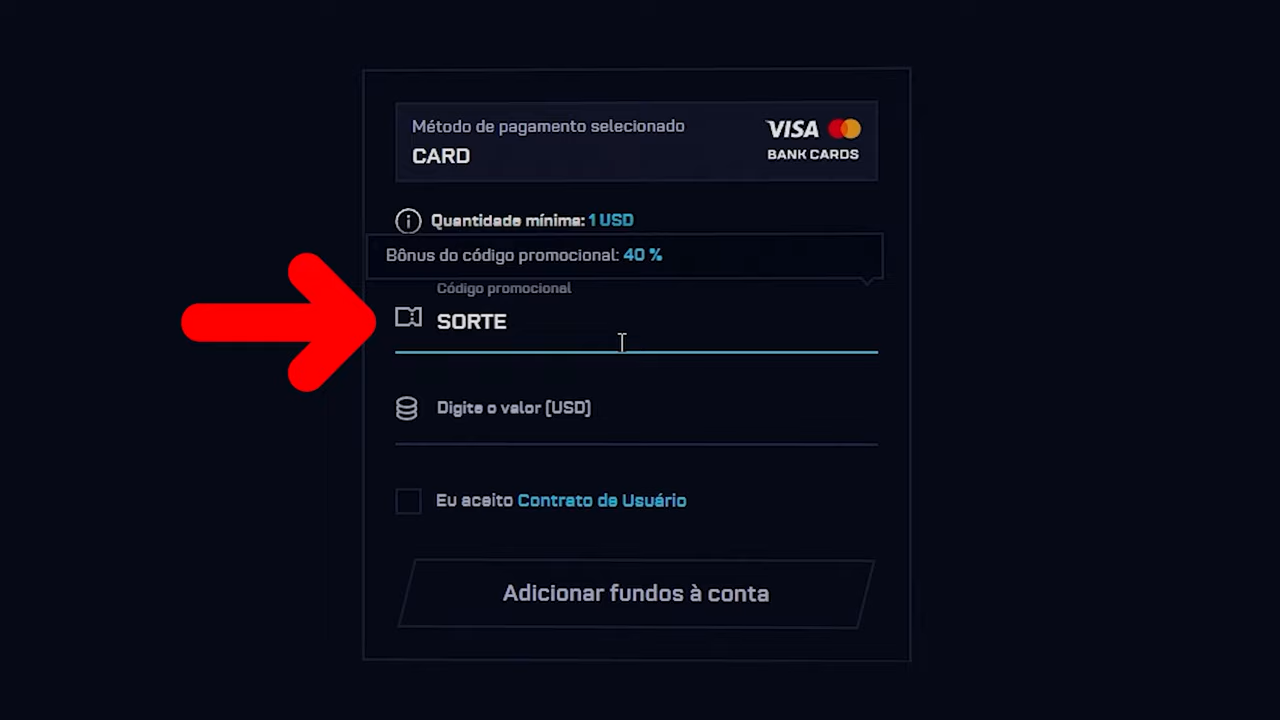 Método de pagamento selecionado
CARD
VISA
BANK CARDS
Quantidade mínima: 1 USD
Bônus do código promocional: 40 %
Código promocional
SORTE
Digite o valor (USD)
Eu aceito Contrato de Usuário
Adicionar fundos à conta